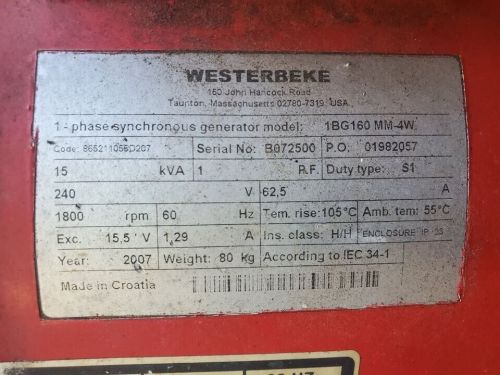 WESTERBEKE
150 John Hancock Road
Taunton, Massachusetts 02780-7319, USA
1 - phase synchronous generator model: 1BG160 MM-4W
Code: 865211056D207 Serial No: B072500 P.O. 01982057
15 kVA 1 P.F. Duty type: S1
240 V 62,5 A
1800 rpm 60 Hz Tem. rise: 105°C Amb. tem: 55°C
Exc. 15.5 V 1,29 A Ins. class: H/H ENCLOSURE IP 23
Year: 2007 Weight: 80 kg According to IEC 34-1
Made in Croatia